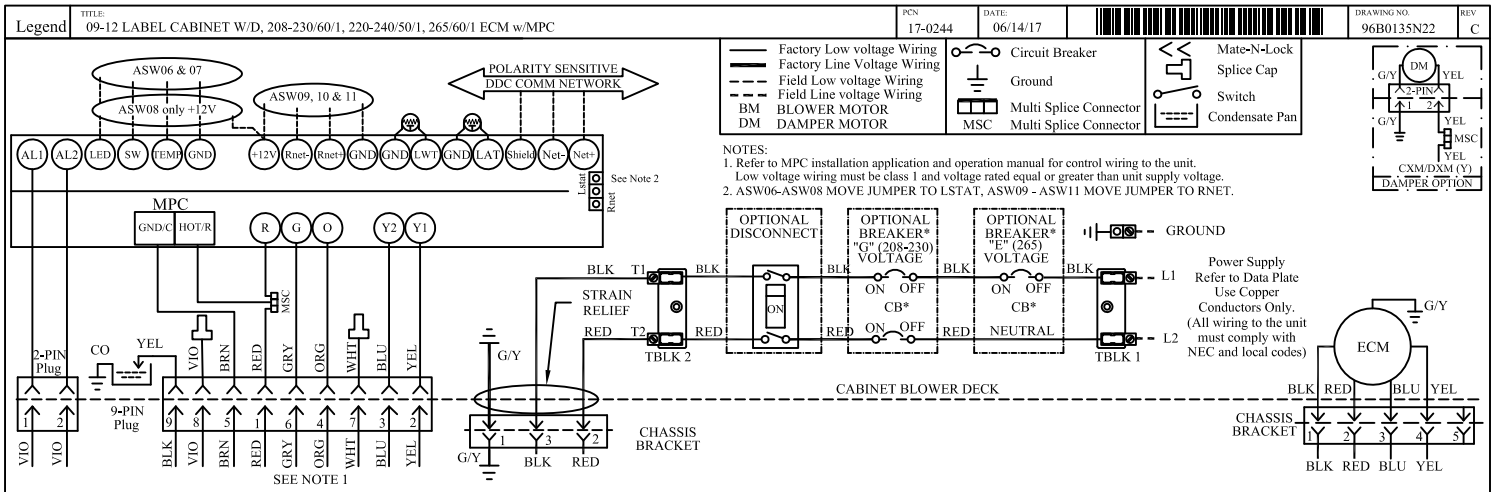 Legend
TITLE:
09-12 LABEL CABINET W/D, 208-230/60/1, 220-240/50/1, 265/60/1 ECM w/MPC
PCN
17-0244
DATE:
06/14/17
DRAWING NO.
96B0135N22
REV
C
ASW06 & 07
ASW08 only +12V
ASW09, 10 & 11
POLARITY SENSITIVE
DDC COMM NETWORK
Factory Low voltage Wiring
Factory Line Voltage Wiring
Field Low voltage Wiring
Field Line voltage Wiring
BM BLOWER MOTOR
DM DAMPER MOTOR
Circuit Breaker
Ground
Multi Splice Connector
MSC Multi Splice Connector
Mate-N-Lock
Splice Cap
Switch
Condensate Pan
DM
G/Y YEL
2-PIN
1 2
G/Y YEL
MSC
YEL
CXM/DXM (Y)
DAMPER OPTION
AL1 AL2 LED SW TEMP GND +12V Rnet- Rnet+ GND GND LWT GND LAT Shield Net- Net+
Lstat
Rnet
See Note 2
NOTES:
1. Refer to MPC installation application and operation manual for control wiring to the unit.
Low voltage wiring must be class 1 and voltage rated equal or greater than unit supply voltage.
2. ASW06-ASW08 MOVE JUMPER TO LSTAT, ASW09 - ASW11 MOVE JUMPER TO RNET.
MPC
GND/C HOT/R R G O Y2 Y1
MSC
OPTIONAL
DISCONNECT
ON
OPTIONAL
BREAKER*
"G" (208-230)
VOLTAGE
ON OFF
CB*
ON OFF
OPTIONAL
BREAKER*
"E" (265)
VOLTAGE
ON OFF
CB*
NEUTRAL
GROUND
BLK T1 BLK BLK BLK BLK L1
RED T2 RED RED RED L2
TBLK 2
TBLK 1
Power Supply
Refer to Data Plate
Use Copper
Conductors Only.
(All wiring to the unit
must comply with
NEC and local codes)
STRAIN
RELIEF
G/Y
ECM
G/Y
BLK RED BLU YEL
CHASSIS
BRACKET
1 2 3 4 5
BLK RED BLU YEL
CABINET BLOWER DECK
2-PIN
Plug
1 2
VIO VIO
CO YEL
VIO BRN RED GRY ORG WHT BLU YEL
9-PIN
Plug
9 8 5 1 6 4 7 3 2
BLK VIO BRN RED GRY ORG WHT BLU YEL
SEE NOTE 1
1 3 2
G/Y BLK RED
CHASSIS
BRACKET